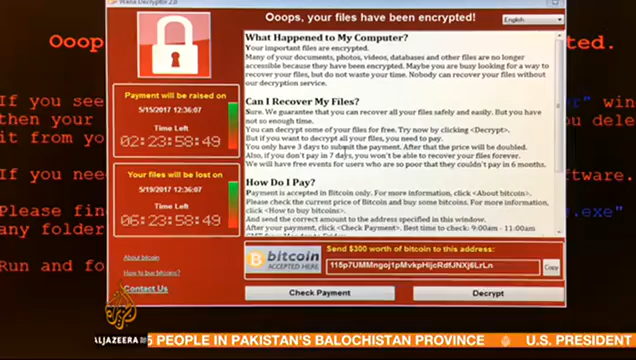 Wana Decrypt0r 2.0
Ooops, your files have been encrypted!
English
What Happened to My Computer?
Your important files are encrypted.
Many of your documents, photos, videos, databases and other files are no longer
accessible because they have been encrypted. Maybe you are busy looking for a way to
recover your files, but do not waste your time. Nobody can recover your files without
our decryption service.
Can I Recover My Files?
Sure. We guarantee that you can recover all your files safely and easily. But you have
not so enough time.
You can decrypt some of your files for free. Try now by clicking <Decrypt>.
But if you want to decrypt all your files, you need to pay.
You only have 3 days to submit the payment. After that the price will be doubled.
Also, if you don't pay in 7 days, you won't be able to recover your files forever.
We will have free events for users who are so poor that they couldn't pay in 6 months.
How Do I Pay?
Payment is accepted in Bitcoin only. For more information, click <About bitcoin>.
Please check the current price of Bitcoin and buy some bitcoins. For more information,
click <How to buy bitcoins>.
And send the correct amount to the address specified in this window.
After your payment, click <Check Payment>. Best time to check: 9:00am - 11:00am
Payment will be raised on
5/15/2017 12:36:07
Time Left
02:23:58:49
Your files will be lost on
5/19/2017 12:36:07
Time Left
06:23:58:49
About bitcoin
How to buy bitcoins?
Contact Us
bitcoin
ACCEPTED HERE
Send $300 worth of bitcoin to this address:
115p7UMMngoj1pMvkpHijcRdfJNXj6LrLn
Copy
Check Payment
Decrypt
Ooops
ed.
If you see
" win
then your
u dele
it from yo
Please fin
.exe"
any folder
Run and fo
ALJAZEERA
PEOPLE IN PAKISTAN'S BALOCHISTAN PROVINCE
U.S. PRESIDENT